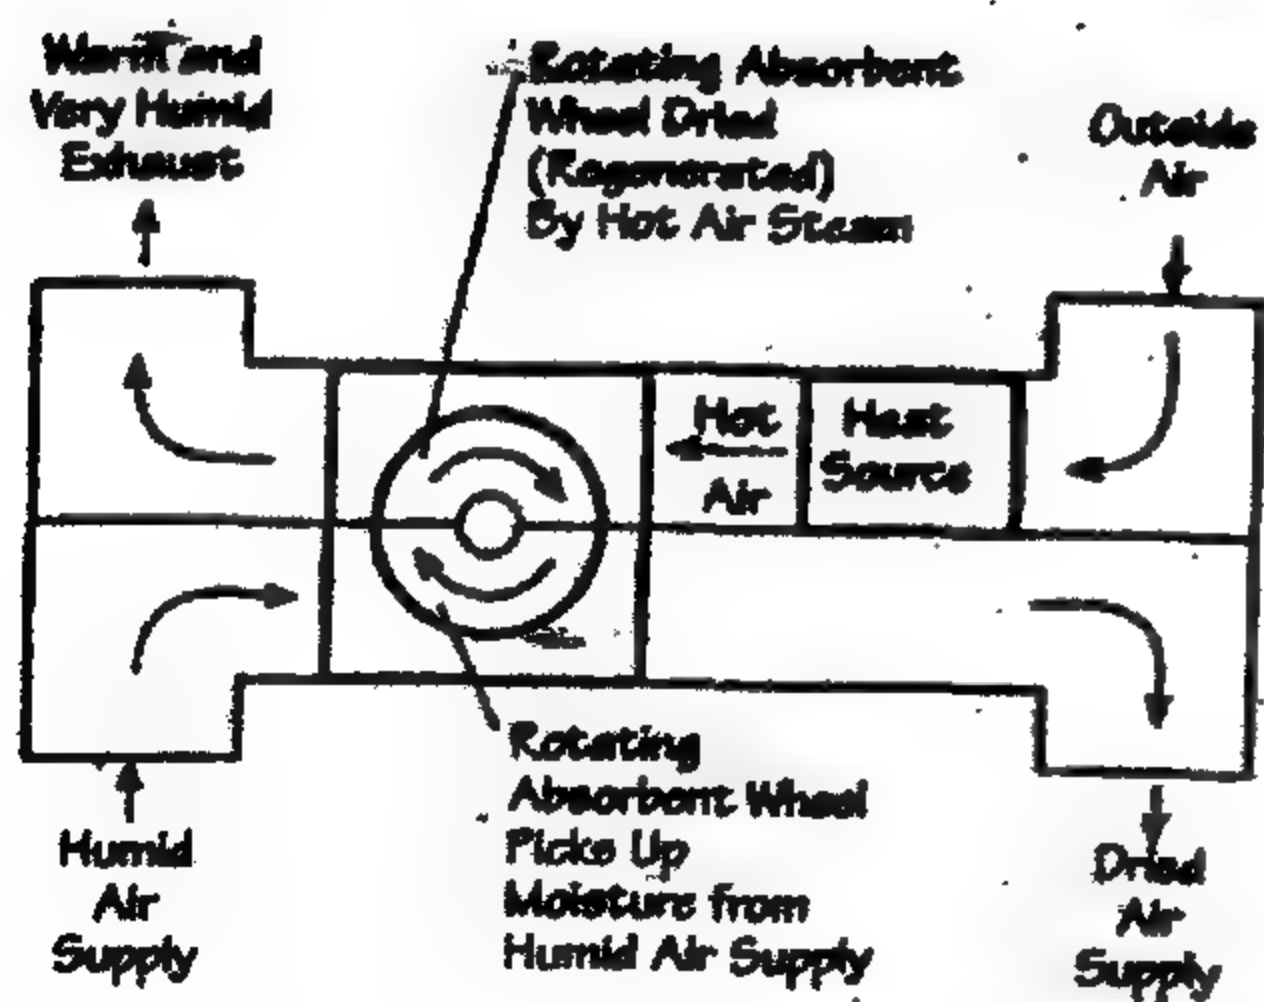 Warm and
Very Humid
Exhaust
Rotating Absorbent
Wheel Dried
(Regenerated)
By Hot Air Steam
Outside
Air
Hot
Air
Heat
Source
Rotating
Absorbent Wheel
Picks Up
Moisture from
Humid Air Supply
Humid
Air
Supply
Dried
Air
Supply